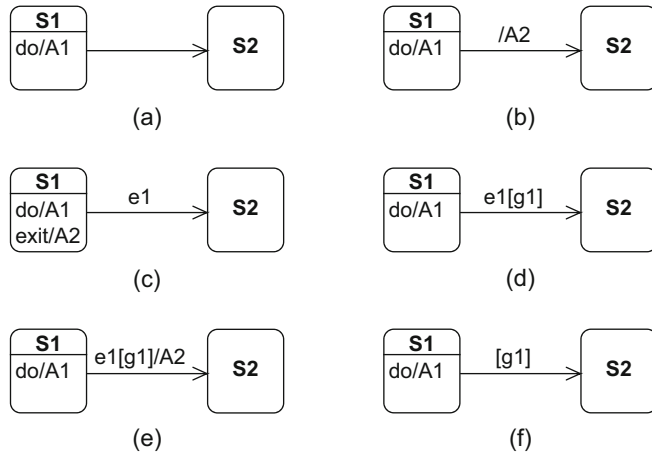 S1
do/A1
S2
(a)
S1
do/A1
/A2
S2
(b)
S1
do/A1
exit/A2
e1
S2
(c)
S1
do/A1
e1[g1]
S2
(d)
S1
do/A1
e1[g1]/A2
S2
(e)
S1
do/A1
[g1]
S2
(f)